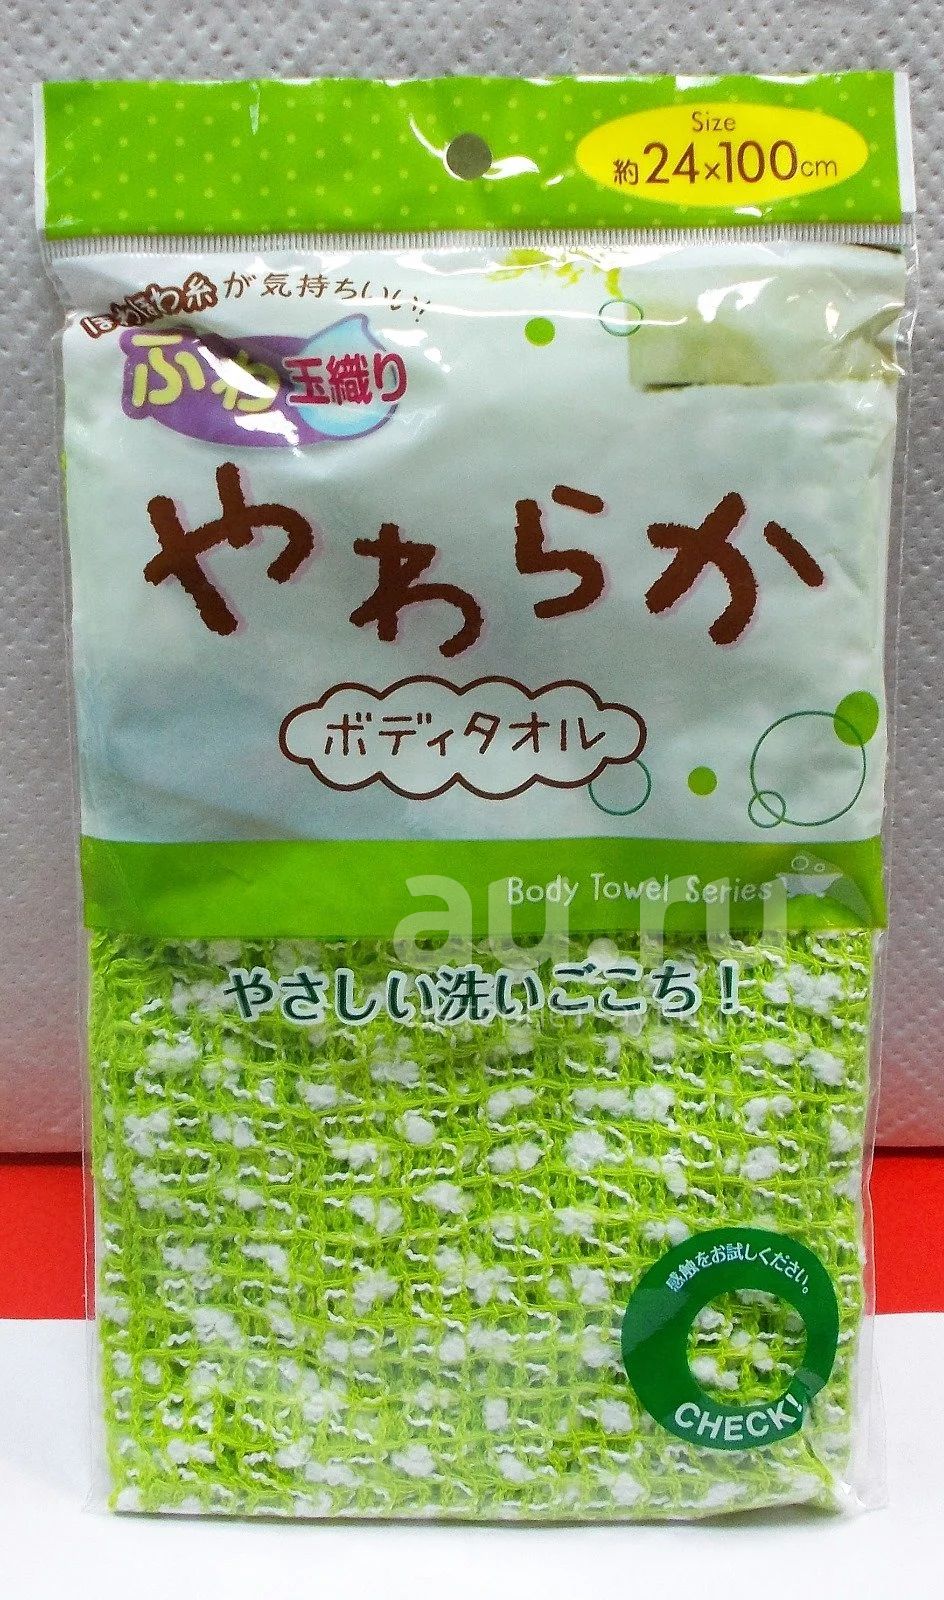 Size
約24×100cm
ほわほわ糸が気持ちいい!
ふわ玉織り
やわらか
ボディタオル
Body Towel Series
au.ru
やさしい洗いごこち!
感触をお試しください。
CHECK!